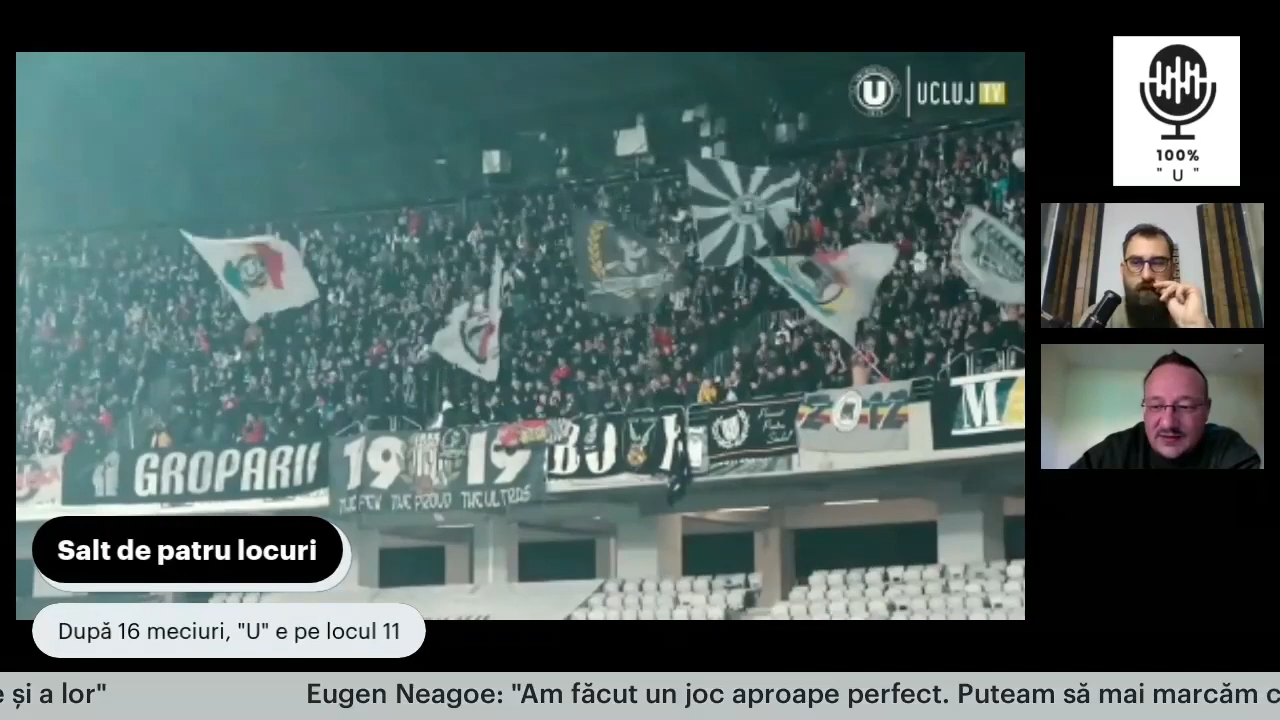 U
UCLUJ TV
100%
" U "
GROPARII
1919
THE FEW THE PROUD THE ULTRAS
M
Salt de patru locuri
După 16 meciuri, "U" e pe locul 11
e și a lor"
Eugen Neagoe: "Am făcut un joc aproape perfect. Puteam să mai marcăm c